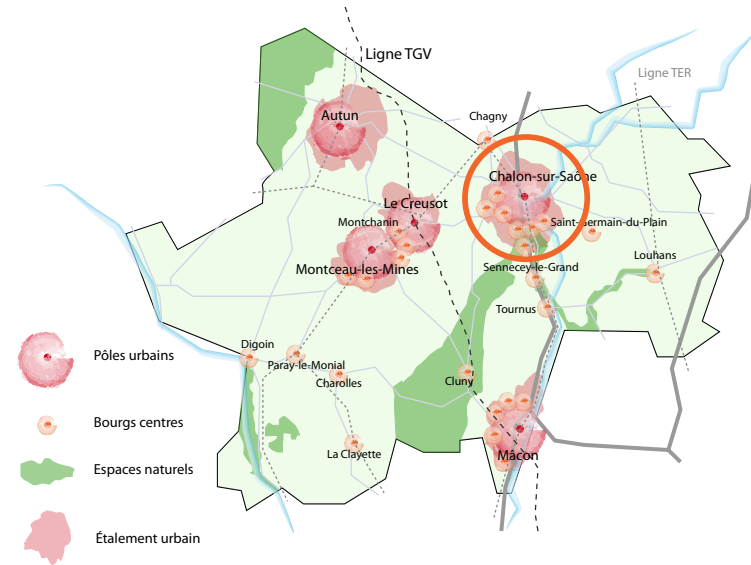 Ligne TGV
Ligne TER
Autun
Chagny
Chalon-sur-Saône
Le Creusot
Montchanin
Saint-Germain-du-Plain
Montceau-les-Mines
Sennecey-le-Grand
Louhans
Tournus
Digoin
Paray-le-Monial
Charolles
Cluny
La Clayette
Mâcon
Pôles urbains
Bourgs centres
Espaces naturels
Étalement urbain